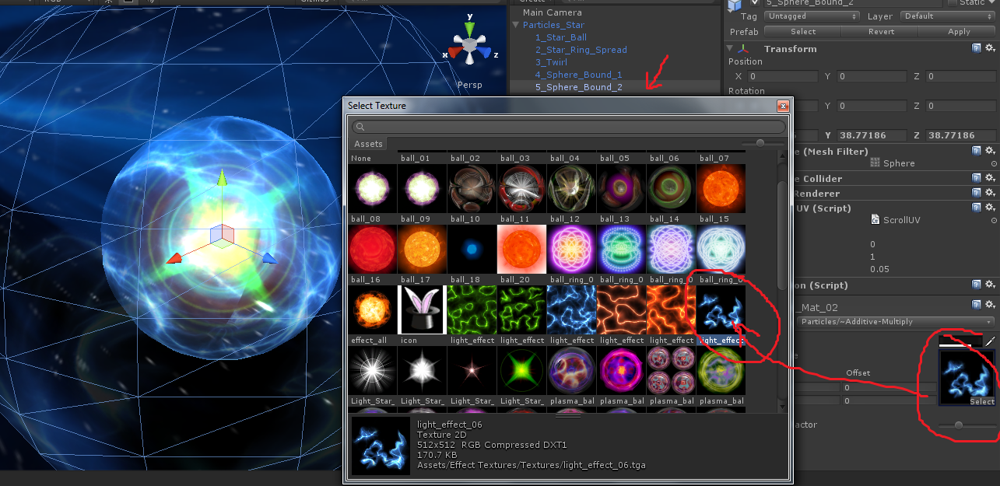 5_Sphere_Bound_2
Static
Main Camera
Particles_Star
1_Star_Ball
2_Star_Ring_Spread
3_Twirl
4_Sphere_Bound_1
5_Sphere_Bound_2
y
x
z
Persp
Tag Untagged Layer Default
Prefab Select Revert Apply
Transform
Position
X 0 Y 0 Z 0
Rotation
Y 0 Z 0
Y 38.77186 Z 38.77186
e (Mesh Filter)
Sphere
e Collider
Renderer
UV (Script)
ScrollUV
0
1
0.05
on (Script)
_Mat_02
Particles/~Additive-Multiply
Offset
0
0
Select
actor
Select Texture
Assets
None ball_01 ball_02 ball_03 ball_04 ball_05 ball_06 ball_07
ball_08 ball_09 ball_10 ball_11 ball_12 ball_13 ball_14 ball_15
ball_16 ball_17 ball_18 ball_20 ball_ring_0 ball_ring_0 ball_ring_0 ball_ring_0
effect_all icon light_effect light_effect light_effect light_effect light_effect light_effect
Light_Star_ Light_Star_ Light_Star_ Light_Star_ plasma_bal plasma_bal plasma_bal plasma_bal
light_effect_06
Texture 2D
512x512 RGB Compressed DXT1
170.7 KB
Assets/Effect Textures/Textures/light_effect_06.tga